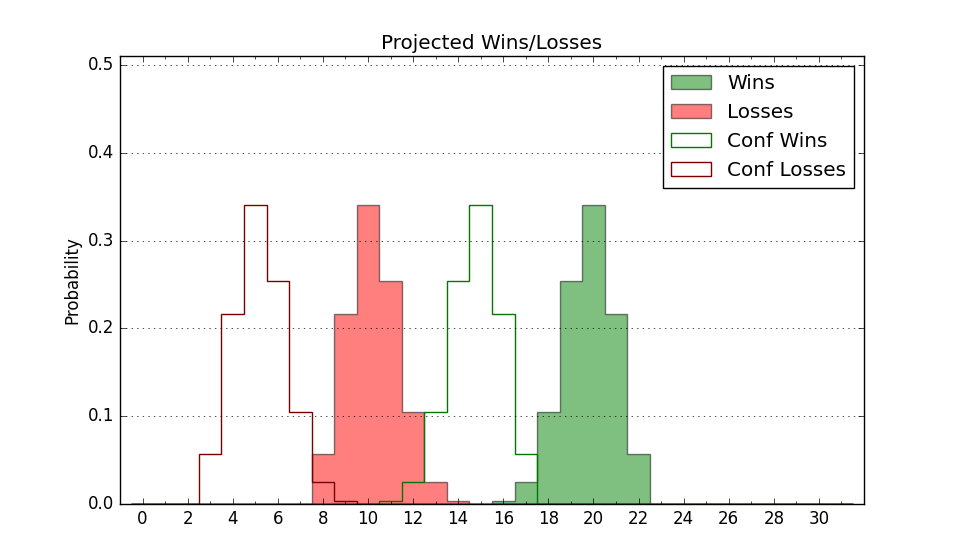 Projected Wins/Losses
0.5
0.4
0.3
0.2
0.1
0.0
Probability
Wins
Losses
Conf Wins
Conf Losses
0 2 4 6 8 10 12 14 16 18 20 22 24 26 28 30